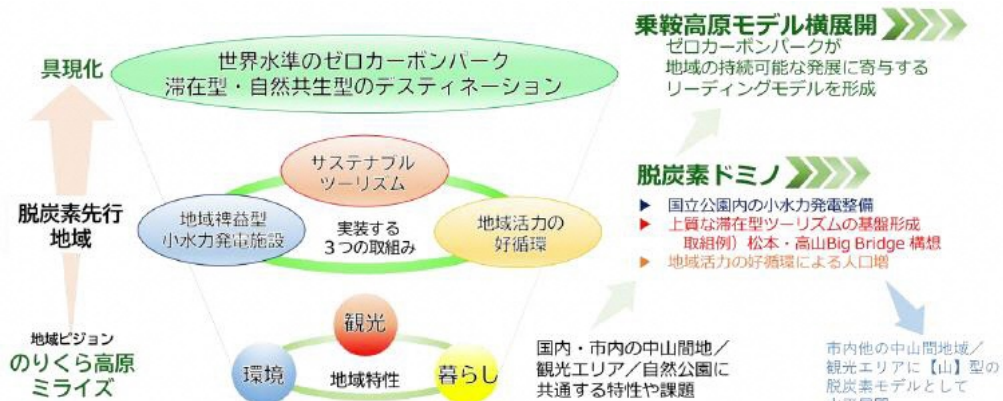 具現化
世界水準のゼロカーボンパーク
滞在型・自然共生型のデスティネーション
乗鞍高原モデル横展開
ゼロカーボンパークが
地域の持続可能な発展に寄与する
リーディングモデルを形成
脱炭素先行
地域
サステナブル
ツーリズム
地域裨益型
小水力発電施設
実装する
3つの取組み
地域活力の
好循環
脱炭素ドミノ
国立公園内の小水力発電整備
上質な滞在型ツーリズムの基盤形成
取組例）松本・高山Big Bridge 構想
地域活力の好循環による人口増
地域ビジョン
のりくら高原
ミライズ
観光
環境
地域特性
暮らし
国内・市内の中山間地／
観光エリア／自然公園に
共通する特性や課題
市内他の中山間地域／
観光エリアに【山】型の
脱炭素モデルとして